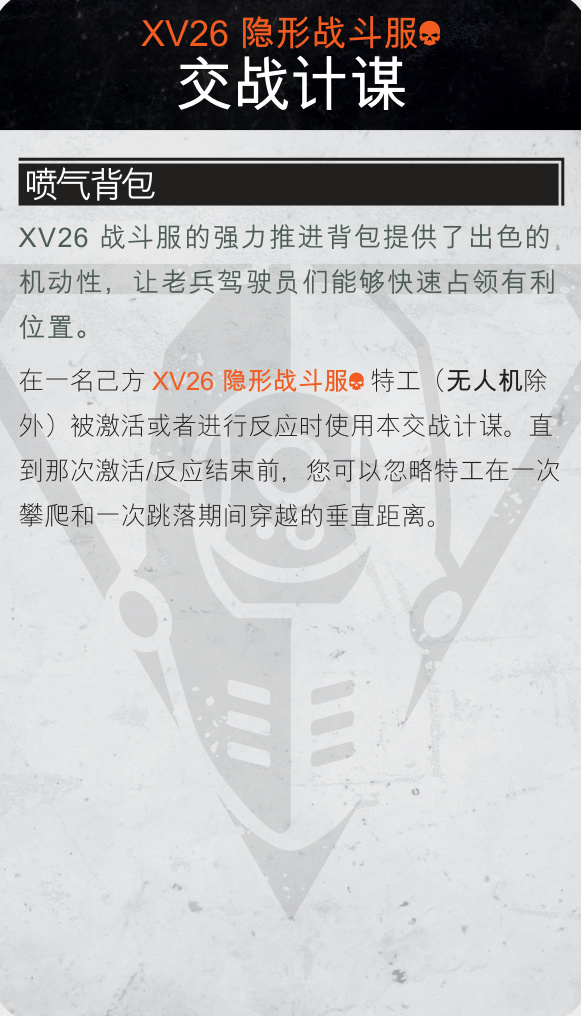 XV26 隐形战斗服
交战计谋
喷气背包
XV26 战斗服的强力推进背包提供了出色的
机动性，让老兵驾驶员们能够快速占领有利
位置。
在一名己方 XV26 隐形战斗服 特工（无人机除
外）被激活或者进行反应时使用本交战计谋。直
到那次激活/反应结束前，您可以忽略特工在一次
攀爬和一次跳落期间穿越的垂直距离。